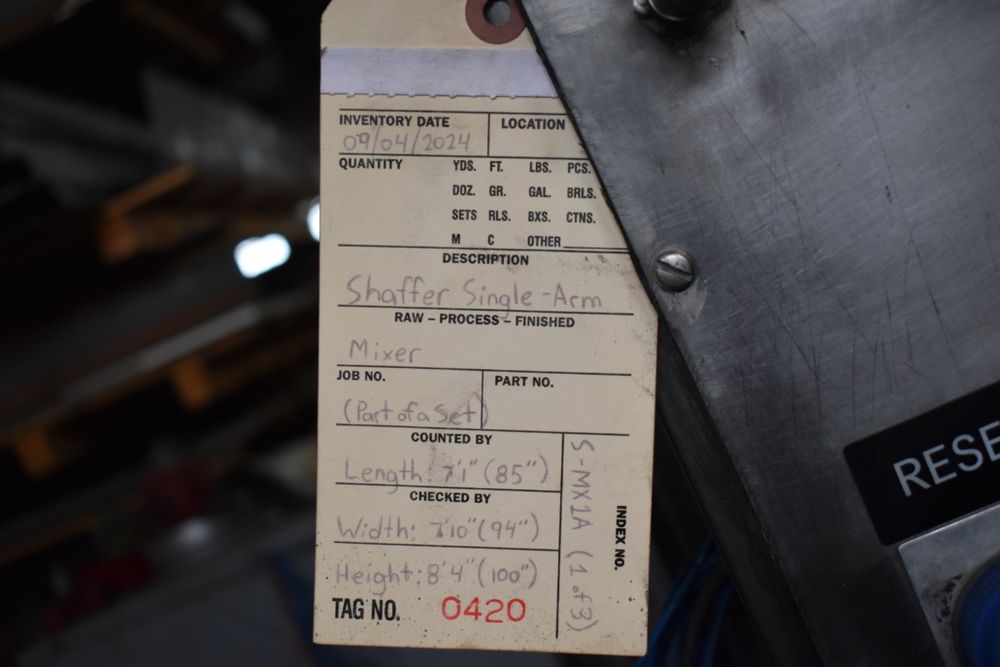 INVENTORY DATE LOCATION
09/04/2024
QUANTITY YDS. FT. LBS. PCS.
DOZ. GR. GAL. BRLS.
SETS RLS. BXS. CTNS.
M C OTHER
DESCRIPTION
Shaffer Single-Arm
RAW – PROCESS – FINISHED
Mixer
JOB NO. PART NO.
(Part of a Set)
COUNTED BY
Length: 7'1" (85")
CHECKED BY
Width: 7'10" (94")
Height: 8'4" (100")
TAG NO. 0420
INDEX NO.
S-MX1A (1 of 3)
RESE